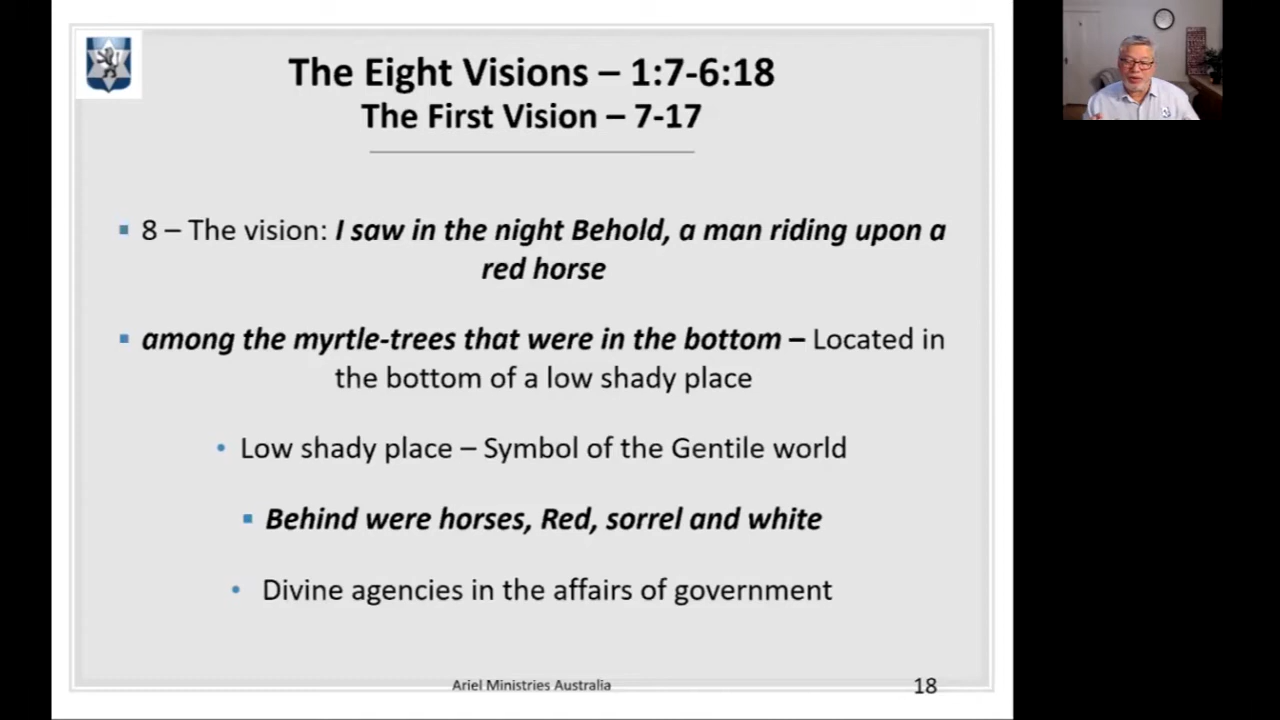 The Eight Visions – 1:7-6:18
The First Vision – 7-17
▪ 8 – The vision: I saw in the night Behold, a man riding upon a
red horse
▪ among the myrtle-trees that were in the bottom – Located in
the bottom of a low shady place
• Low shady place – Symbol of the Gentile world
▪ Behind were horses, Red, sorrel and white
• Divine agencies in the affairs of government
Ariel Ministries Australia
18